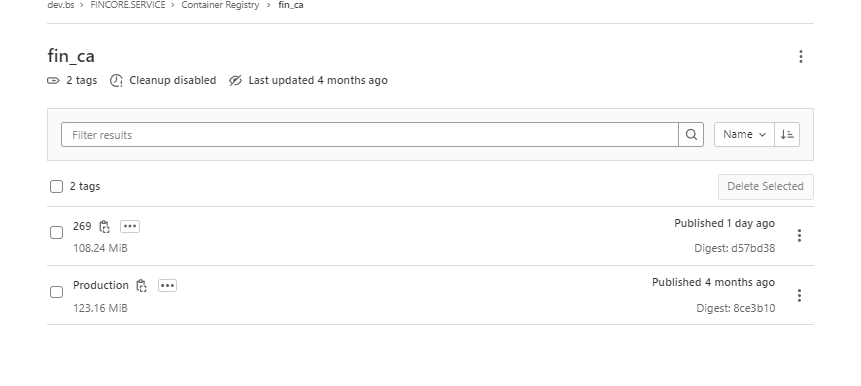 dev.bs > FINCORE.SERVICE > Container Registry > fin_ca
fin_ca
2 tags Cleanup disabled Last updated 4 months ago
Filter results Name
2 tags Delete Selected
269 Published 1 day ago
108.24 MiB Digest: d57bd38
Production Published 4 months ago
123.16 MiB Digest: 8ce3b10